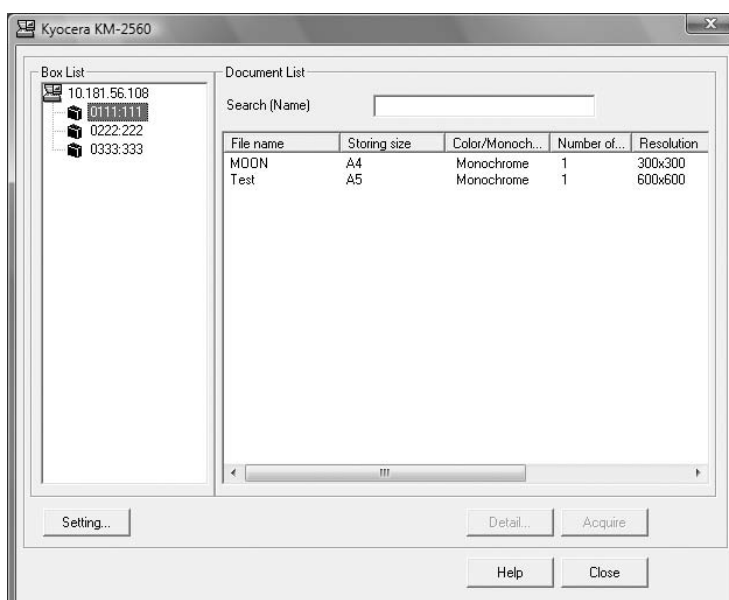 Kyocera KM-2560
Box List
10.181.56.108
0111:111
0222:222
0333:333
Document List
Search (Name)
File name Storing size Color/Monoch... Number of... Resolution
MOON A4 Monochrome 1 300x300
Test A5 Monochrome 1 600x600
Setting... Detail... Acquire
Help Close